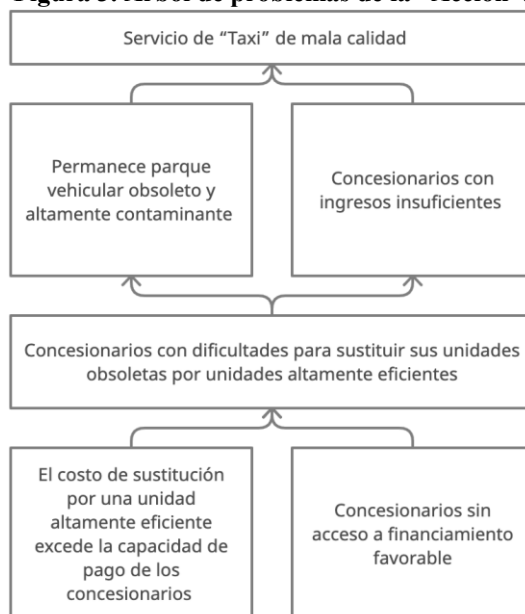 Servicio de “Taxi” de mala calidad
Permanece parque
vehicular obsoleto y
altamente contaminante
Concesionarios con
ingresos insuficientes
Concesionarios con dificultades para sustituir sus unidades
obsoletas por unidades altamente eficientes
El costo de sustitución
por una unidad
altamente eficiente
excede la capacidad de
pago de los
concesionarios
Concesionarios sin
acceso a financiamiento
favorable